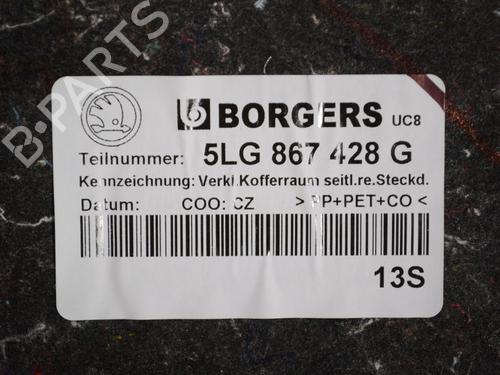 B-PARTS
BORGERS UC8
Teilnummer: 5LG 867 428 G
Kennzeichnung: Verkl.Kofferraum seitl.re.Steckd.
Datum: COO: CZ > PP+PET+CO <
13S